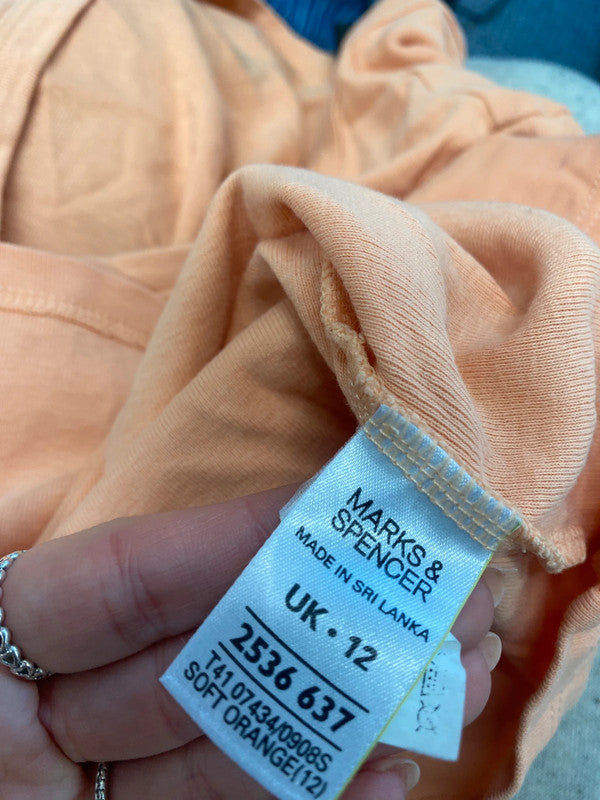 MARKS &
SPENCER
MADE IN SRI LANKA
UK • 12
2536 637
T41 07434/0908S
SOFT ORANGE(12)